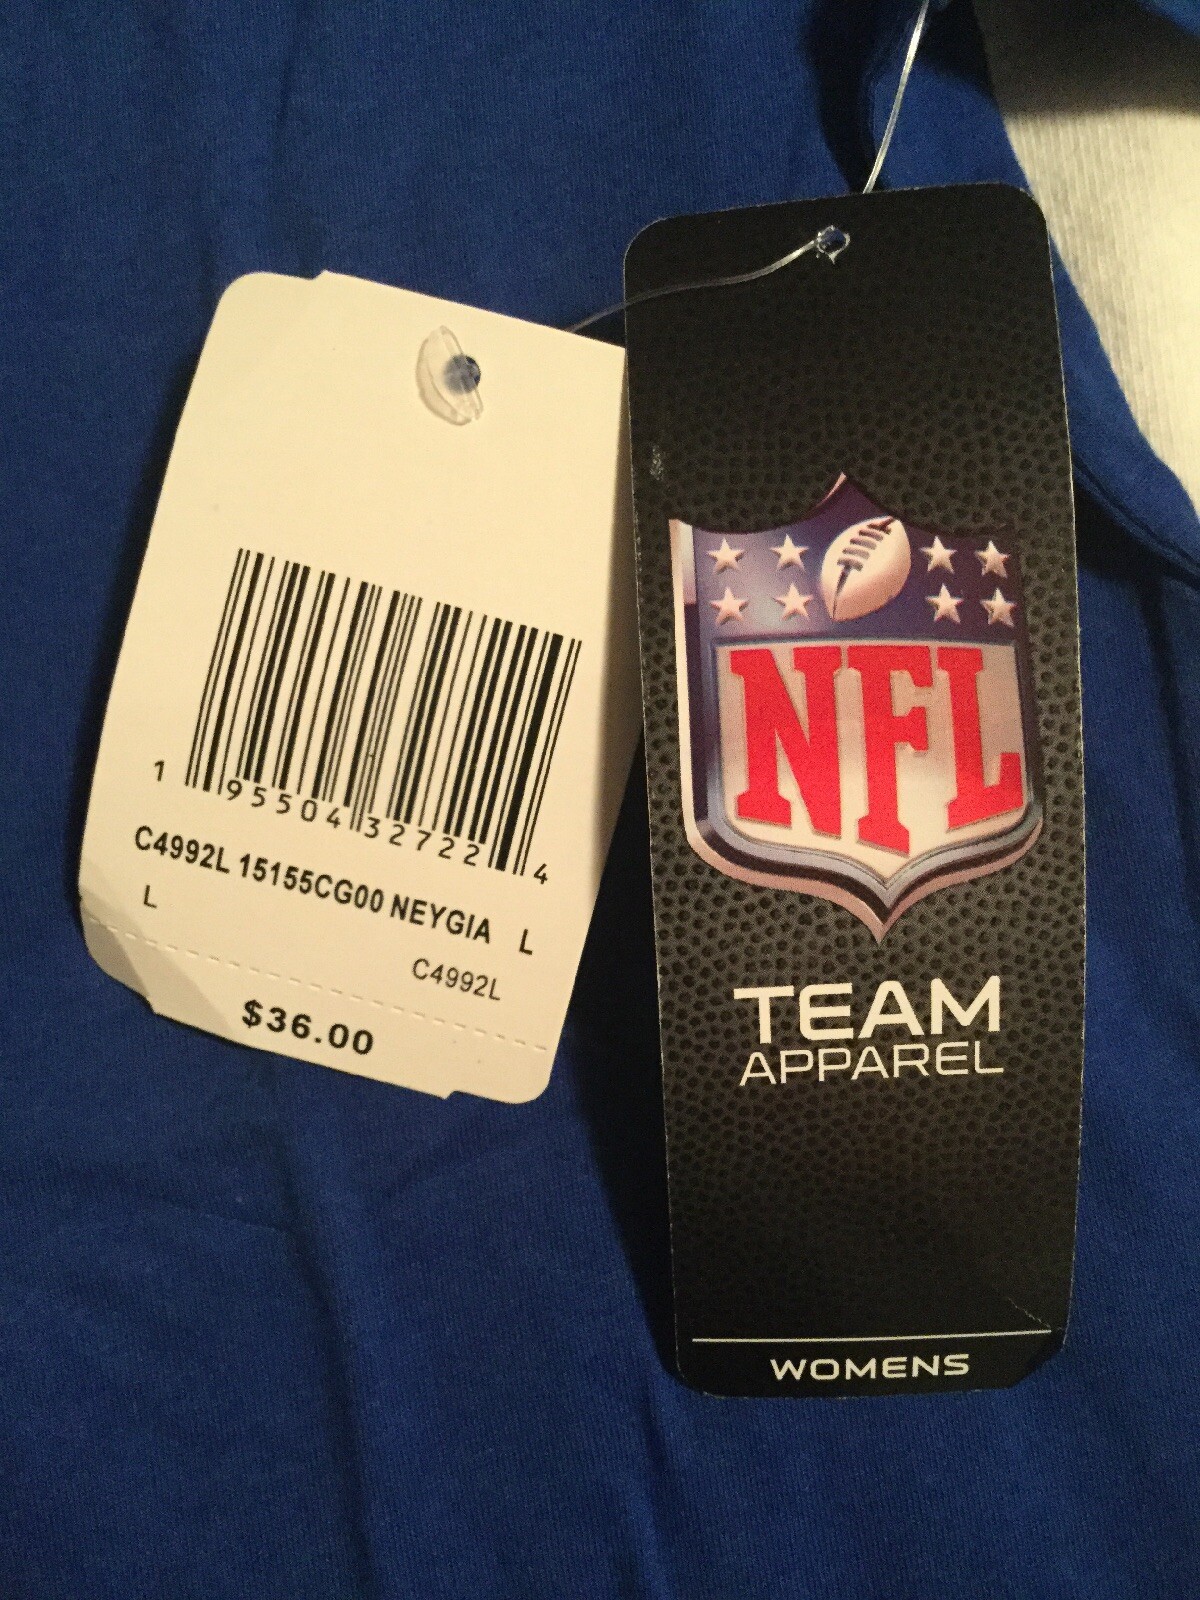 1 95504 32722 4
C4992L 15155CG00 NEYGIA L
L
C4992L
$36.00
NFL
TEAM
APPAREL
WOMENS